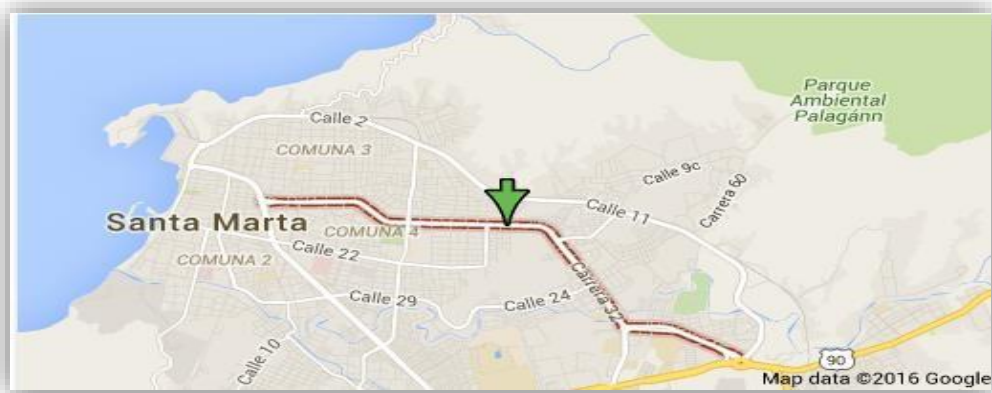 Parque
Ambiental
Palagánn
Calle 2
COMUNA 3
Calle 9c
Carrera 60
Calle 11
Santa Marta
COMUNA 4
Calle 22
COMUNA 2
Carrera 32
Calle 29
Calle 24
Calle 10
90
Map data ©2016 Google